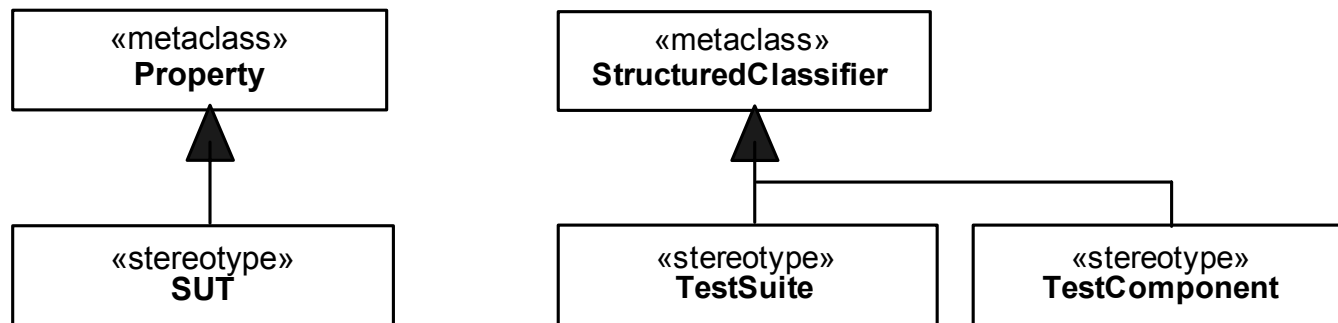 «metaclass»
Property
«metaclass»
StructuredClassifier
«stereotype»
SUT
«stereotype»
TestSuite
«stereotype»
TestComponent